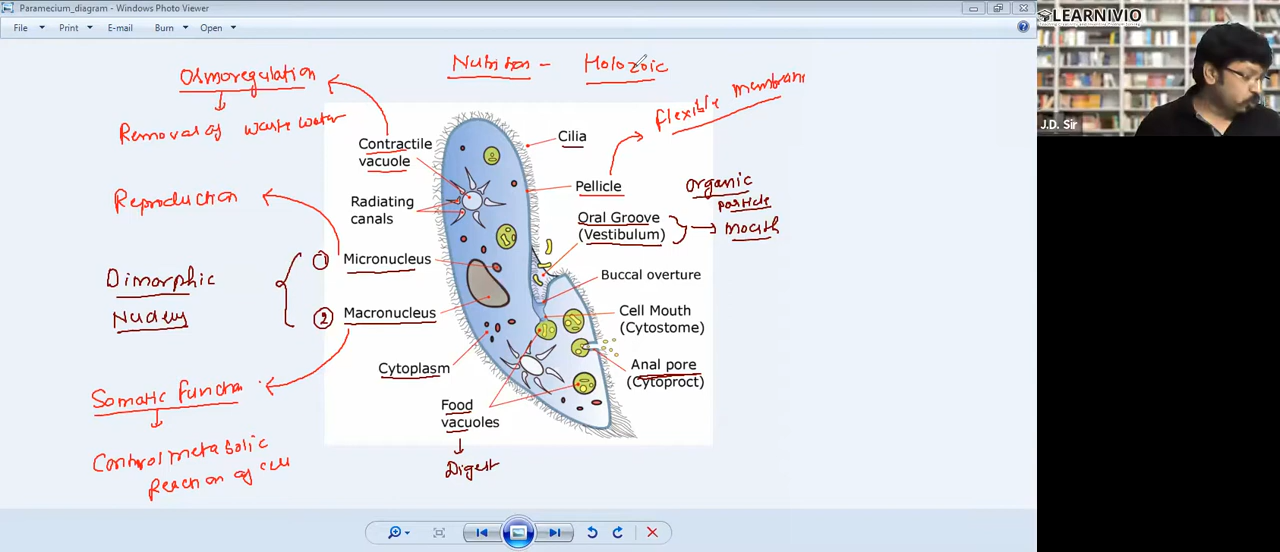 Paramecium_diagram - Windows Photo Viewer
File Print E-mail Burn Open
LEARNIVIO
J.D. Sir
Nutrition - Holozoic
Osmoregulation
Removal of waste water
flexible membrane
Contractile
vacuole
Cilia
Pellicle
organic
particle
mouth
Reproduction
Radiating
canals
Oral Groove
(Vestibulum)
① Micronucleus
Buccal overture
Dimorphic
Nucleus
② Macronucleus
Cell Mouth
(Cytostome)
Cytoplasm
Anal pore
(Cytoproct)
Somatic function
Food
vacuoles
Control metabolic
Reaction of cell
Digest